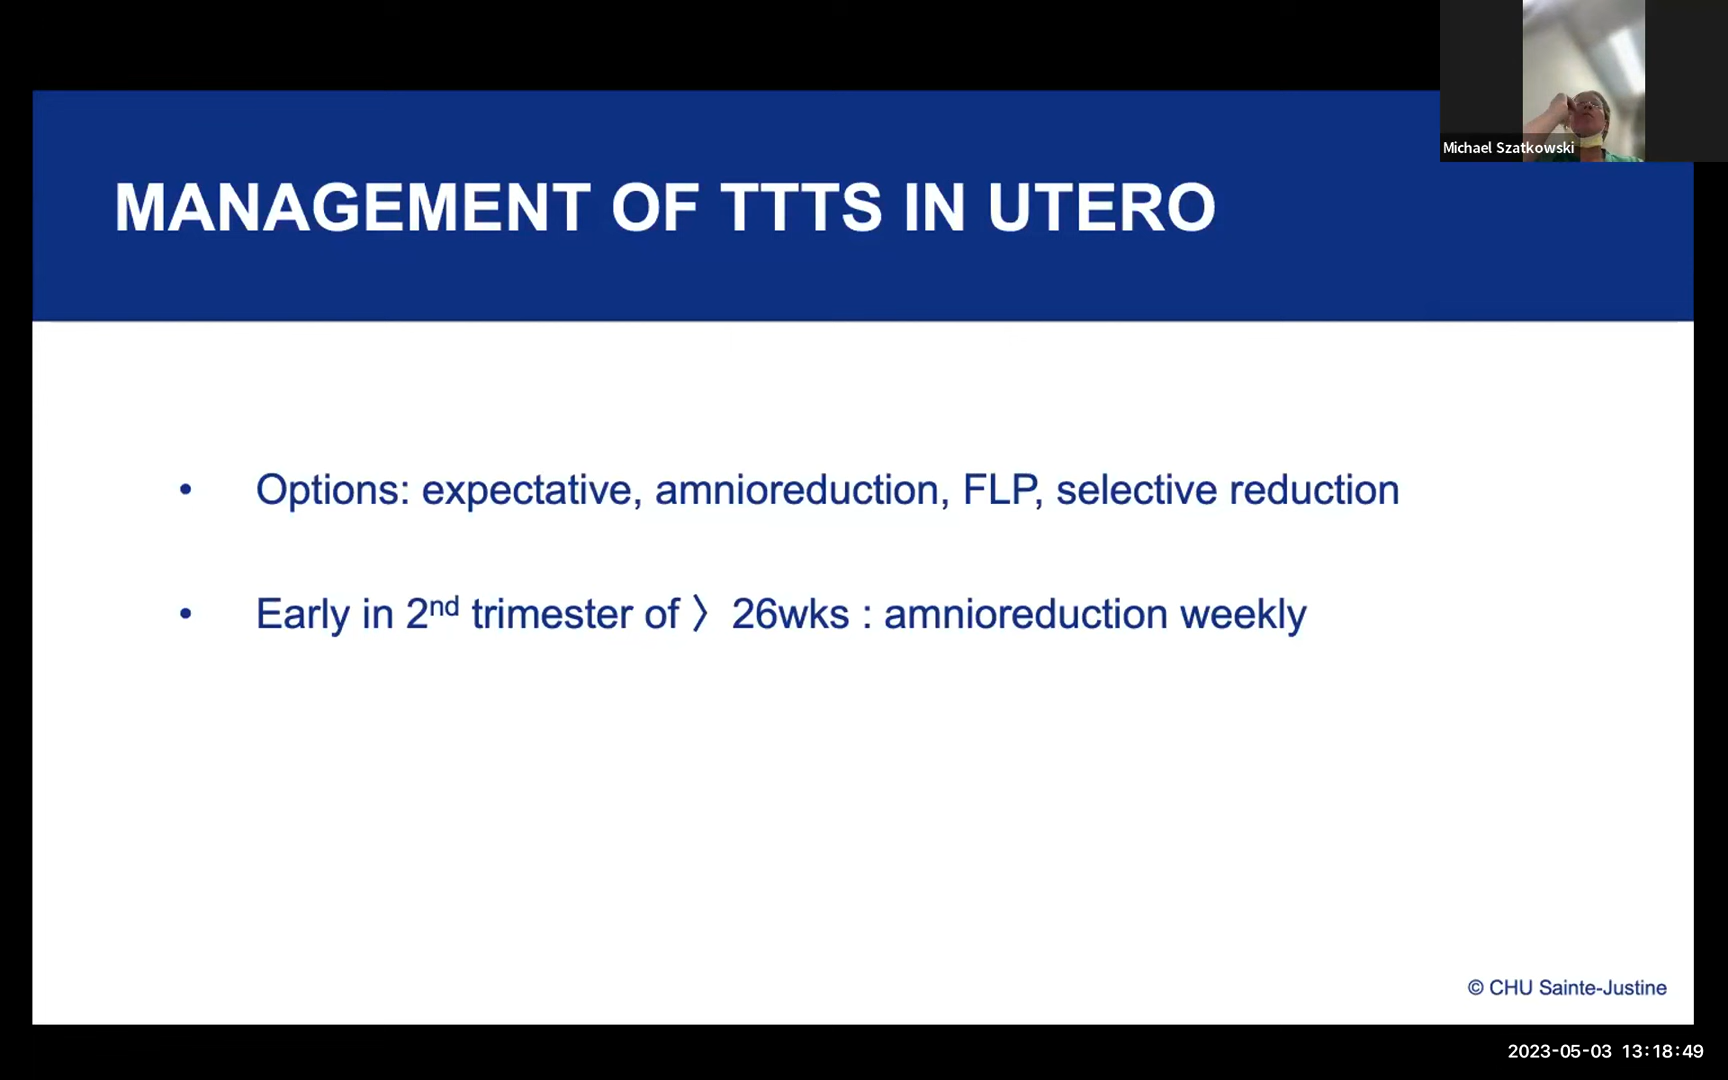 Michael Szatkowski
MANAGEMENT OF TTTS IN UTERO
• Options: expectative, amnioreduction, FLP, selective reduction
• Early in 2nd trimester of 〉26wks : amnioreduction weekly
© CHU Sainte-Justine
2023-05-03 13:18:49